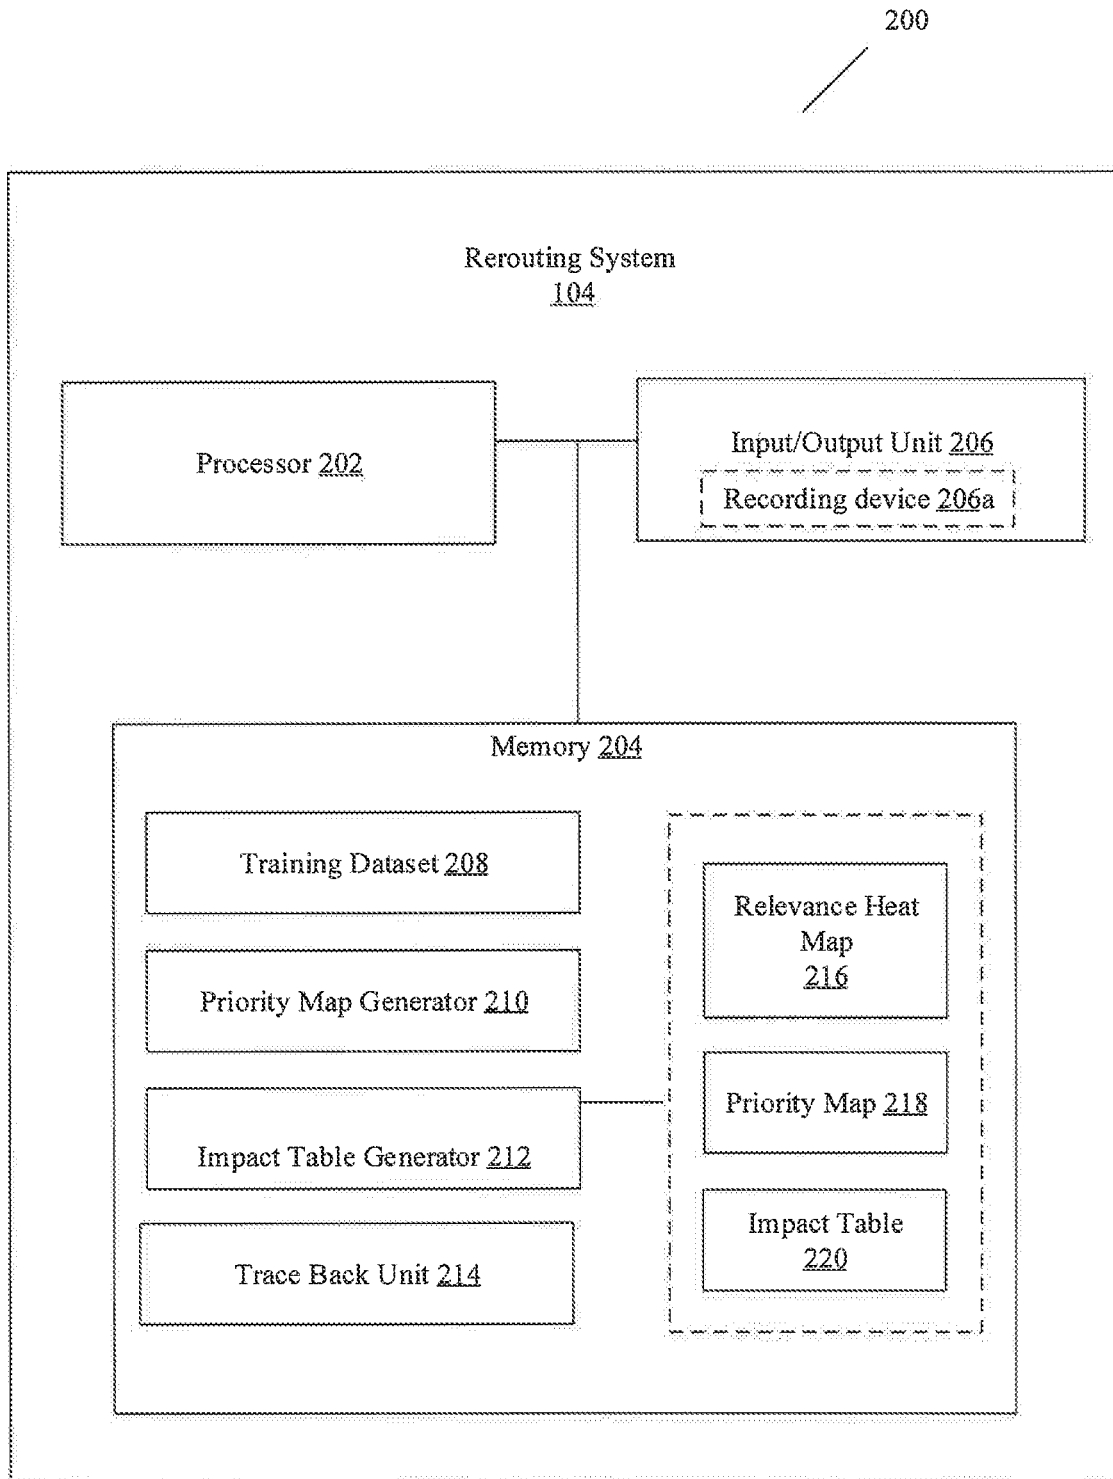 200
Rerouting System
104
Processor 202
Input/Output Unit 206
Recording device 206a
Memory 204
Training Dataset 208
Priority Map Generator 210
Impact Table Generator 212
Trace Back Unit 214
Relevance Heat
Map
216
Priority Map 218
Impact Table
220